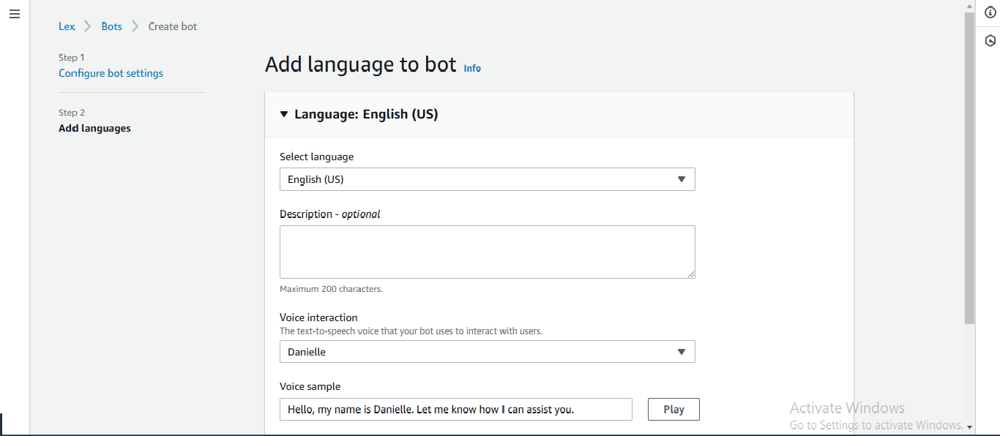 Lex > Bots > Create bot
Step 1
Configure bot settings
Step 2
Add languages
Add language to bot Info
Language: English (US)
Select language
English (US)
Description - optional
Maximum 200 characters.
Voice interaction
The text-to-speech voice that your bot uses to interact with users.
Danielle
Voice sample
Hello, my name is Danielle. Let me know how I can assist you.
Play
Activate Windows
Go to Settings to activate Windows.